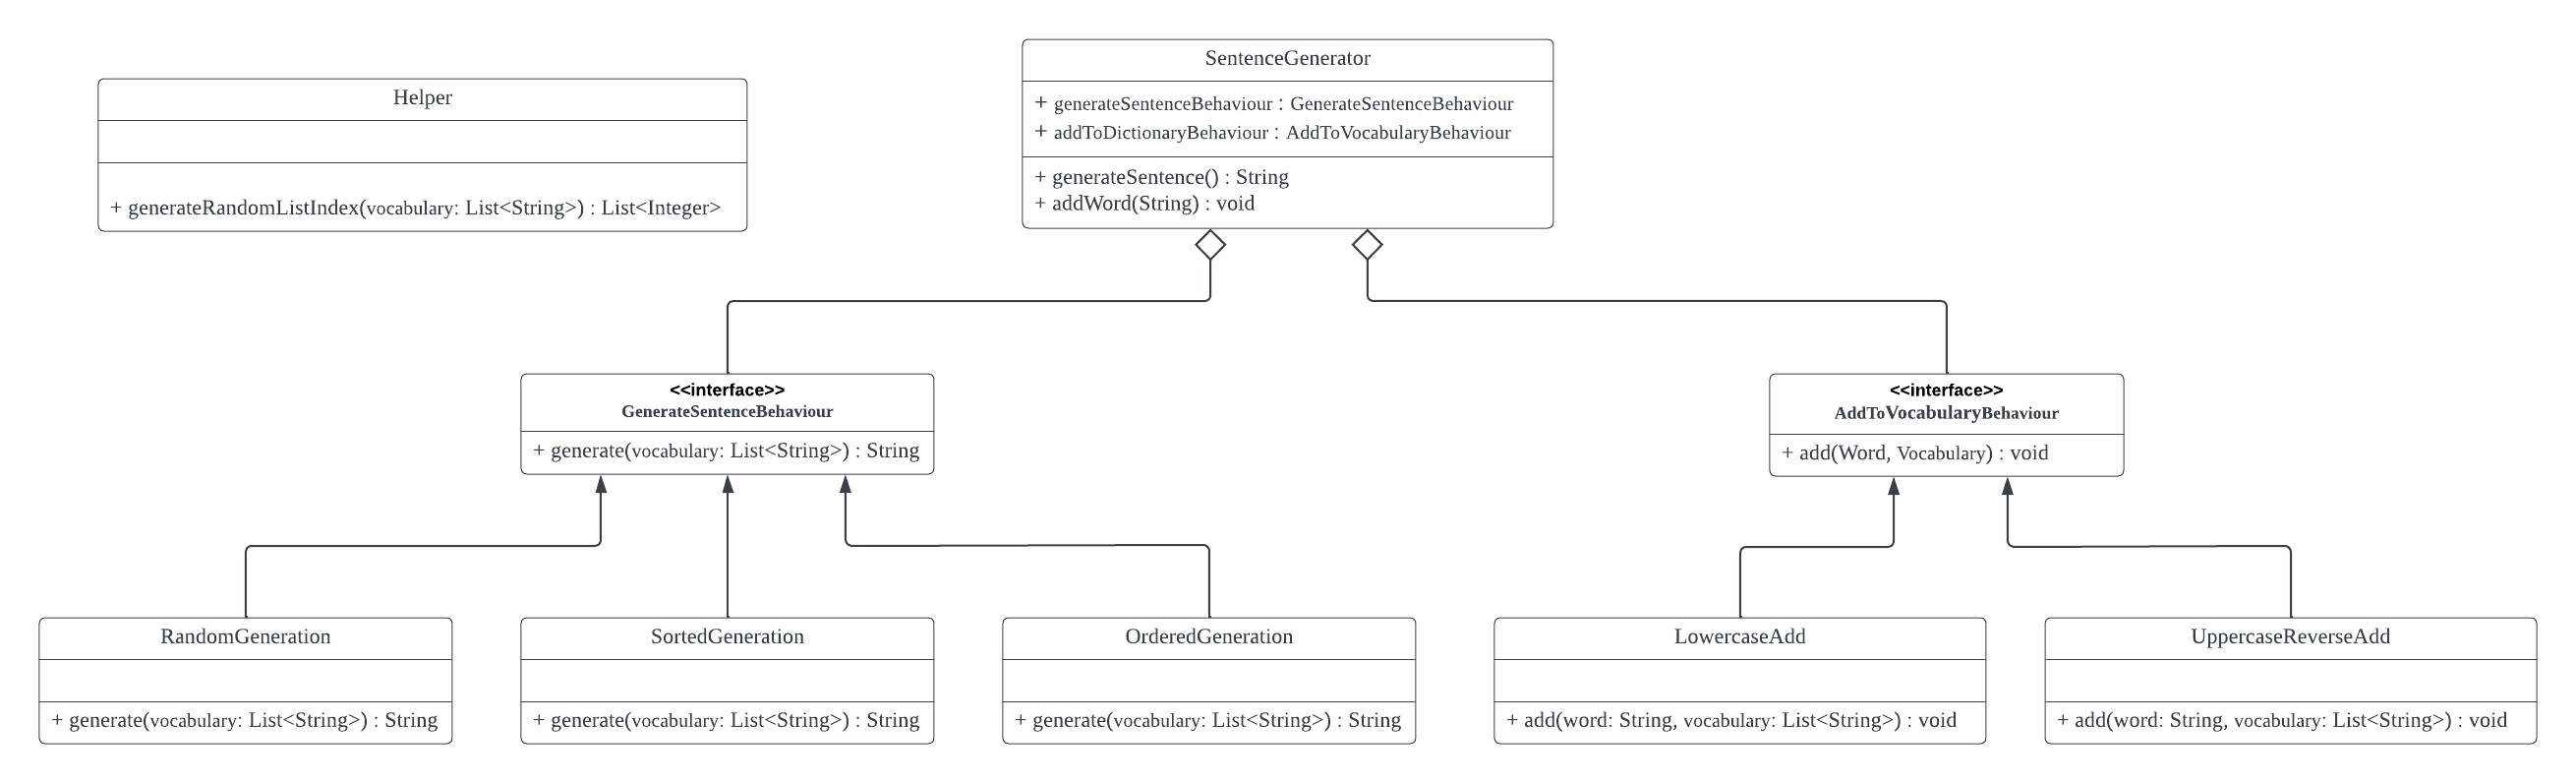 Helper
+ generateRandomListIndex(vocabulary: List<String>) : List<Integer>
SentenceGenerator
+ generateSentenceBehaviour : GenerateSentenceBehaviour
+ addToDictionaryBehaviour : AddToVocabularyBehaviour
+ generateSentence() : String
+ addWord(String) : void
<<interface>>
GenerateSentenceBehaviour
+ generate(vocabulary: List<String>) : String
<<interface>>
AddToVocabularyBehaviour
+ add(Word, Vocabulary) : void
RandomGeneration
+ generate(vocabulary: List<String>) : String
SortedGeneration
+ generate(vocabulary: List<String>) : String
OrderedGeneration
+ generate(vocabulary: List<String>) : String
LowercaseAdd
+ add(word: String, vocabulary: List<String>) : void
UppercaseReverseAdd
+ add(word: String, vocabulary: List<String>) : void